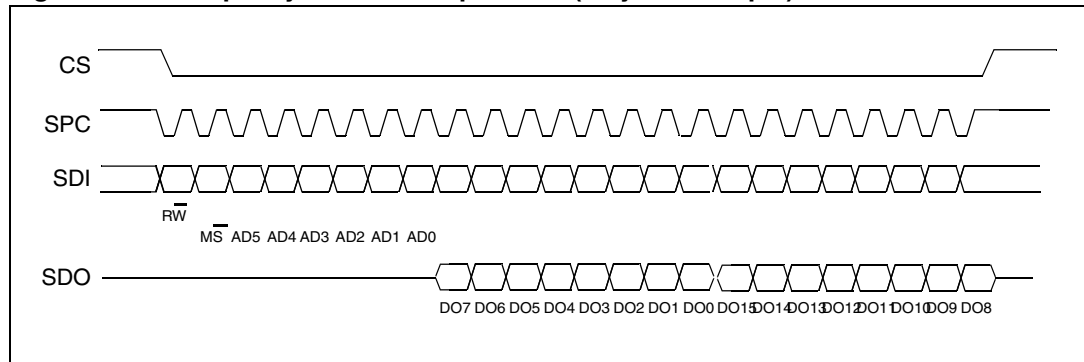 CS
SPC
SDI
RW
MS AD5 AD4 AD3 AD2 AD1 AD0
SDO
DO7 DO6 DO5 DO4 DO3 DO2 DO1 DO0 DO15 DO14 DO13 DO12 DO11 DO10 DO9 DO8